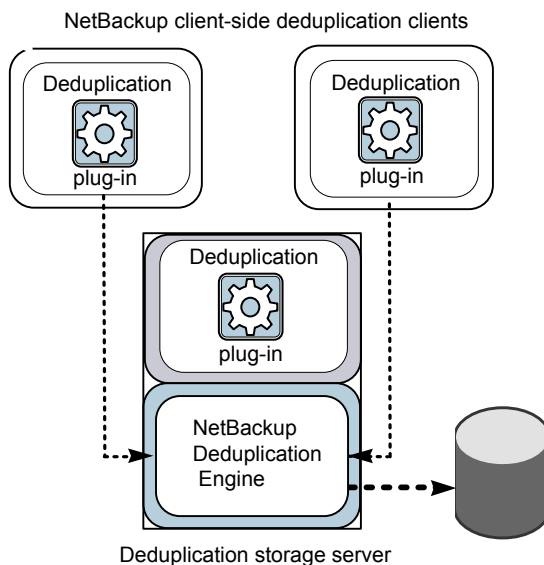 NetBackup client-side deduplication clients
Deduplication
plug-in
Deduplication
plug-in
Deduplication
plug-in
NetBackup
Deduplication
Engine
Deduplication storage server